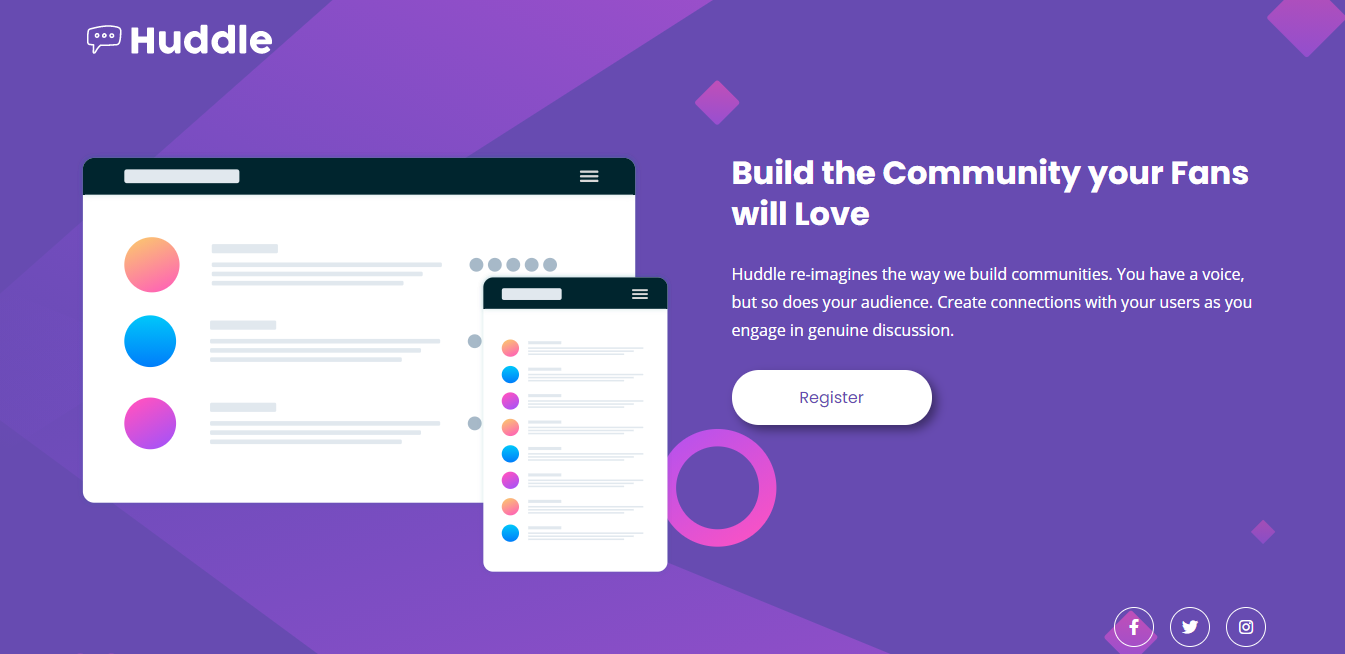 Huddle
Build the Community your Fans
will Love
Huddle re-imagines the way we build communities. You have a voice,
but so does your audience. Create connections with your users as you
engage in genuine discussion.
Register